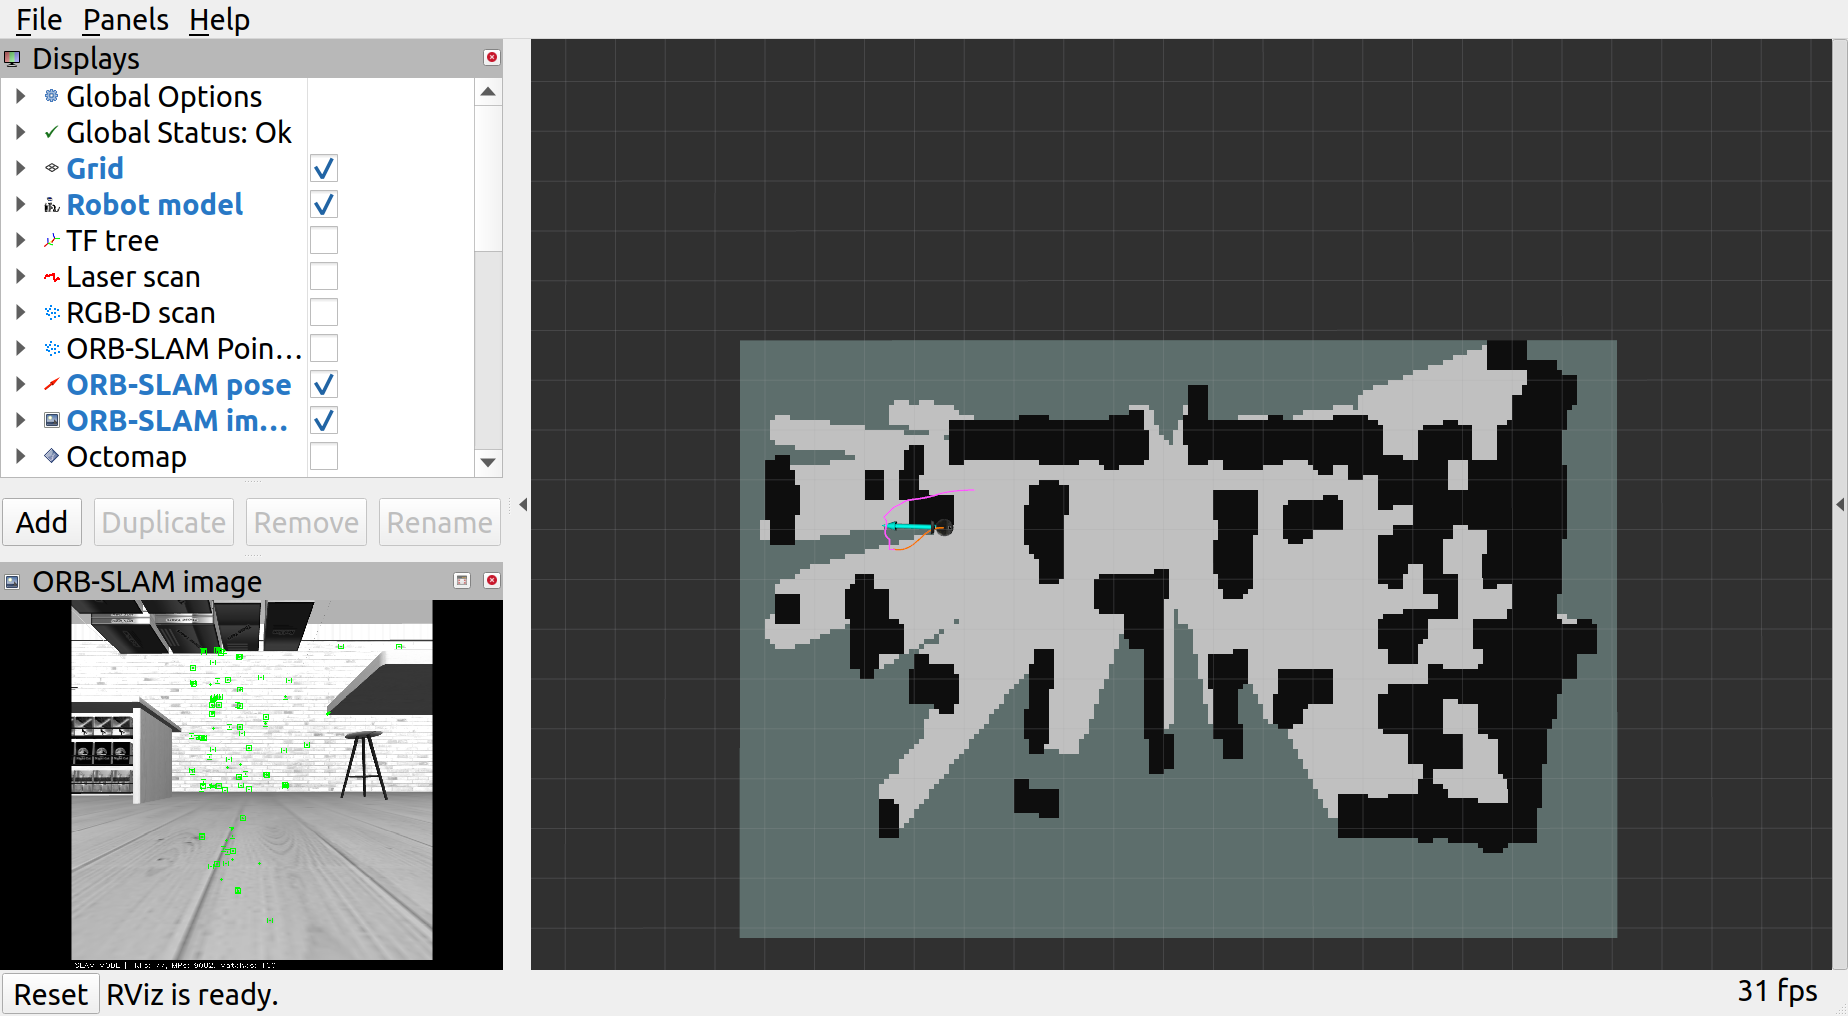 File Panels Help
Displays
Global Options
Global Status: Ok
Grid
Robot model
TF tree
Laser scan
RGB-D scan
ORB-SLAM Poin...
ORB-SLAM pose
ORB-SLAM im...
Octomap
Add Duplicate Remove Rename
ORB-SLAM image
SLAM MODE |
Reset RViz is ready.
31 fps